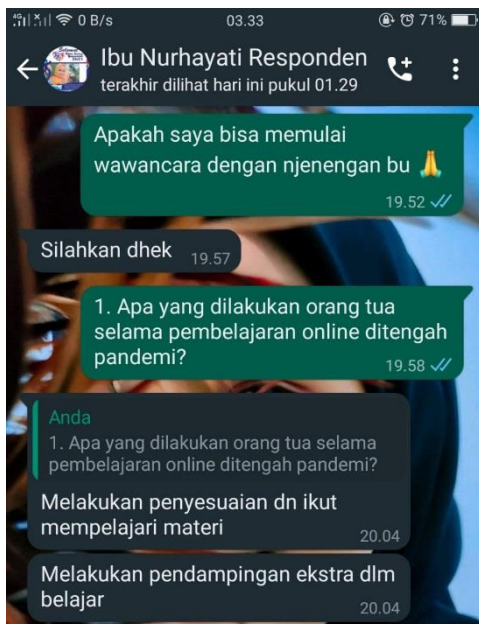 0 B/s 03.33 71%
Ibu Nurhayati Responden
terakhir dilihat hari ini pukul 01.29
Apakah saya bisa memulai
wawancara dengan njenengan bu 🙏
19.52
Silahkan dhek 19.57
1. Apa yang dilakukan orang tua
selama pembelajaran online ditengah
pandemi?
19.58
Anda
1. Apa yang dilakukan orang tua selama
pembelajaran online ditengah pandemi?
Melakukan penyesuaian dn ikut
mempelajari materi
20.04
Melakukan pendampingan ekstra dlm
belajar
20.04